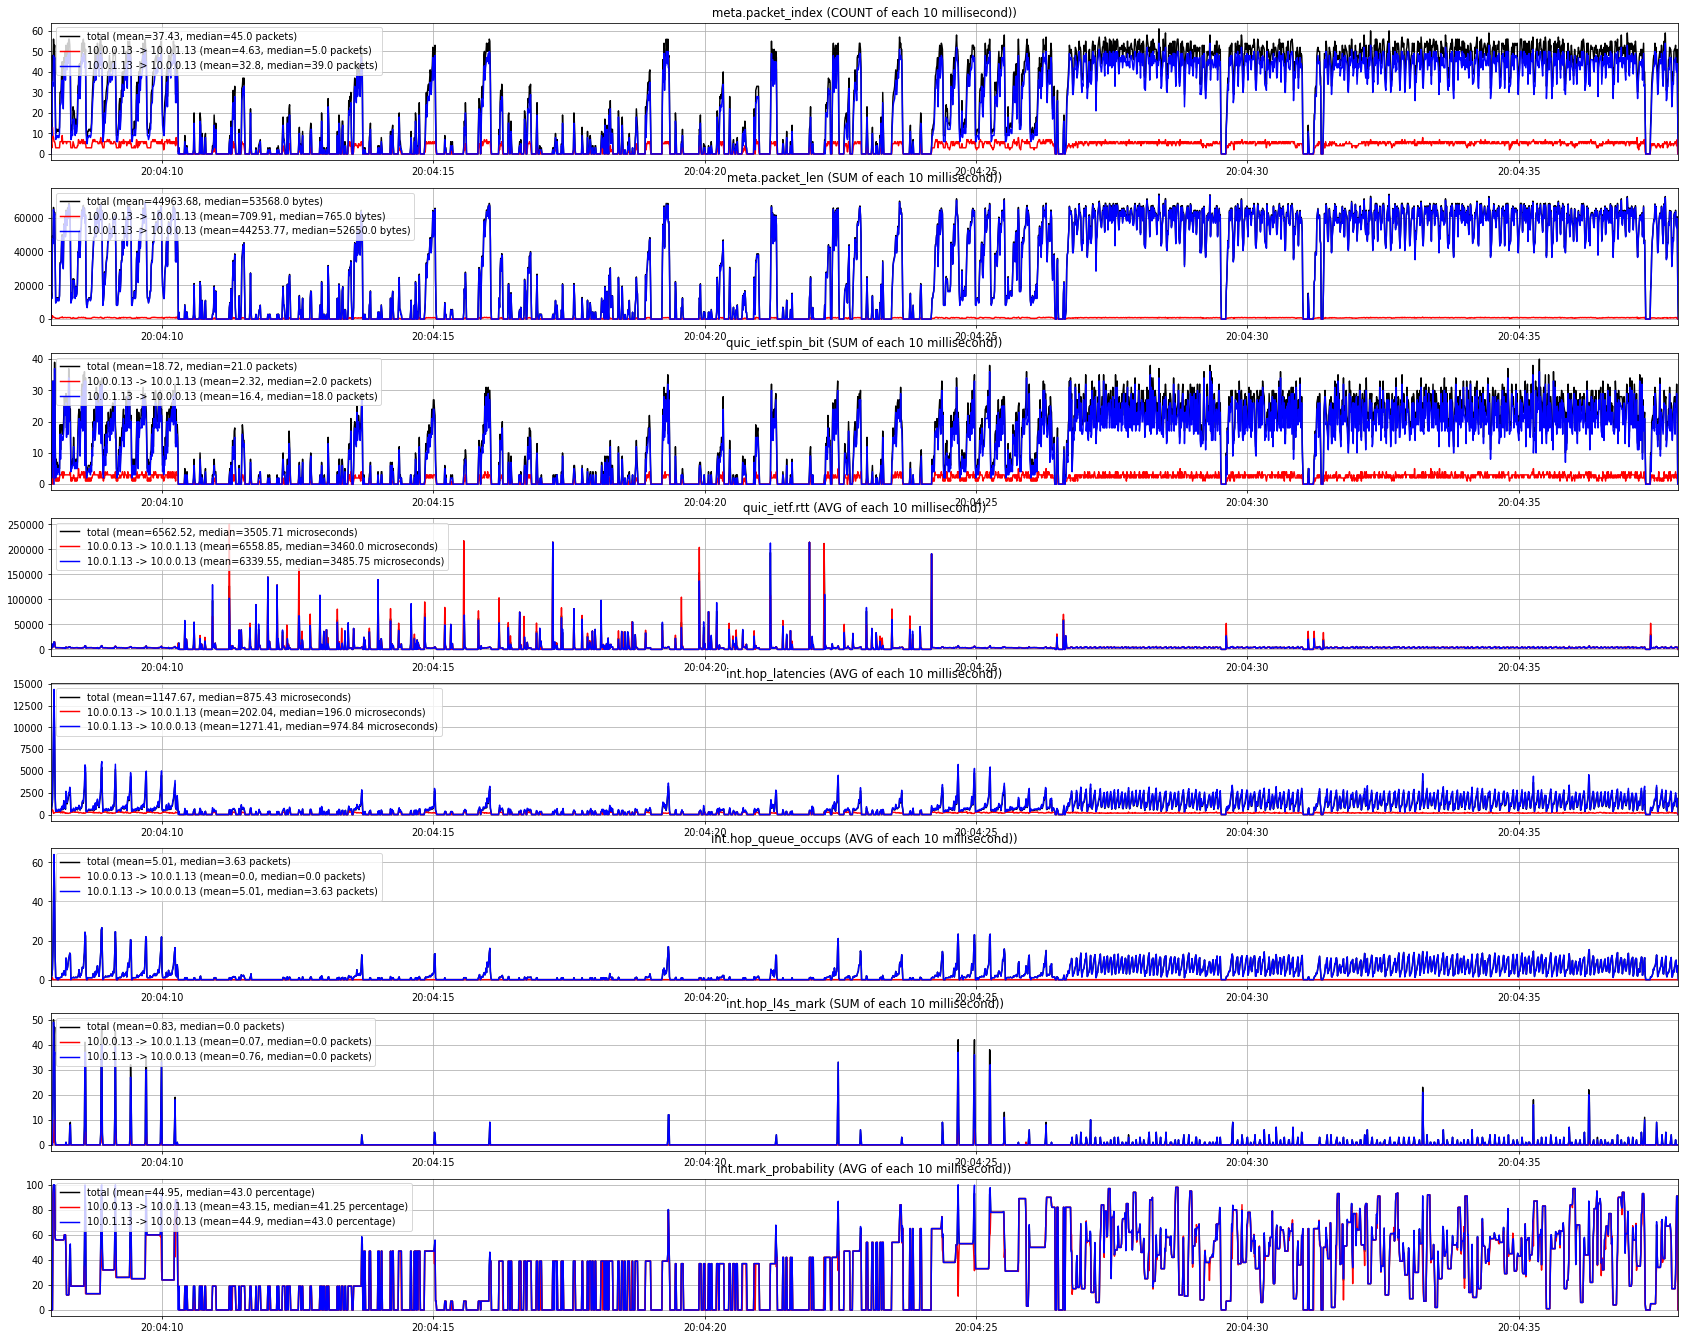 meta.packet_index (COUNT of each 10 millisecond))
60
50
40
30
20
10
0
total (mean=37.43, median=45.0 packets)
10.0.0.13 -> 10.0.1.13 (mean=4.63, median=5.0 packets)
10.0.1.13 -> 10.0.0.13 (mean=32.8, median=39.0 packets)
20:04:10 20:04:15 20:04:20 20:04:25 20:04:30 20:04:35
meta.packet_len (SUM of each 10 millisecond))
60000
40000
20000
0
total (mean=44963.68, median=53568.0 bytes)
10.0.0.13 -> 10.0.1.13 (mean=709.91, median=765.0 bytes)
10.0.1.13 -> 10.0.0.13 (mean=44253.77, median=52650.0 bytes)
20:04:10 20:04:15 20:04:20 20:04:25 20:04:30 20:04:35
quic_ietf.spin_bit (SUM of each 10 millisecond))
40
30
20
10
0
total (mean=18.72, median=21.0 packets)
10.0.0.13 -> 10.0.1.13 (mean=2.32, median=2.0 packets)
10.0.1.13 -> 10.0.0.13 (mean=16.4, median=18.0 packets)
20:04:10 20:04:15 20:04:20 20:04:25 20:04:30 20:04:35
quic_ietf.rtt (AVG of each 10 millisecond))
250000
200000
150000
100000
50000
0
total (mean=6562.52, median=3505.71 microseconds)
10.0.0.13 -> 10.0.1.13 (mean=6558.85, median=3460.0 microseconds)
10.0.1.13 -> 10.0.0.13 (mean=6339.55, median=3485.75 microseconds)
20:04:10 20:04:15 20:04:20 20:04:25 20:04:30 20:04:35
int.hop_latencies (AVG of each 10 millisecond))
15000
12500
10000
7500
5000
2500
0
total (mean=1147.67, median=875.43 microseconds)
10.0.0.13 -> 10.0.1.13 (mean=202.04, median=196.0 microseconds)
10.0.1.13 -> 10.0.0.13 (mean=1271.41, median=974.84 microseconds)
20:04:10 20:04:15 20:04:20 20:04:25 20:04:30 20:04:35
int.hop_queue_occups (AVG of each 10 millisecond))
60
40
20
0
total (mean=5.01, median=3.63 packets)
10.0.0.13 -> 10.0.1.13 (mean=0.0, median=0.0 packets)
10.0.1.13 -> 10.0.0.13 (mean=5.01, median=3.63 packets)
20:04:10 20:04:15 20:04:20 20:04:25 20:04:30 20:04:35
int.hop_l4s_mark (SUM of each 10 millisecond))
50
40
30
20
10
0
total (mean=0.83, median=0.0 packets)
10.0.0.13 -> 10.0.1.13 (mean=0.07, median=0.0 packets)
10.0.1.13 -> 10.0.0.13 (mean=0.76, median=0.0 packets)
20:04:10 20:04:15 20:04:20 20:04:25 20:04:30 20:04:35
int.mark_probability (AVG of each 10 millisecond))
100
80
60
40
20
0
total (mean=44.95, median=43.0 percentage)
10.0.0.13 -> 10.0.1.13 (mean=43.15, median=41.25 percentage)
10.0.1.13 -> 10.0.0.13 (mean=44.9, median=43.0 percentage)
20:04:10 20:04:15 20:04:20 20:04:25 20:04:30 20:04:35